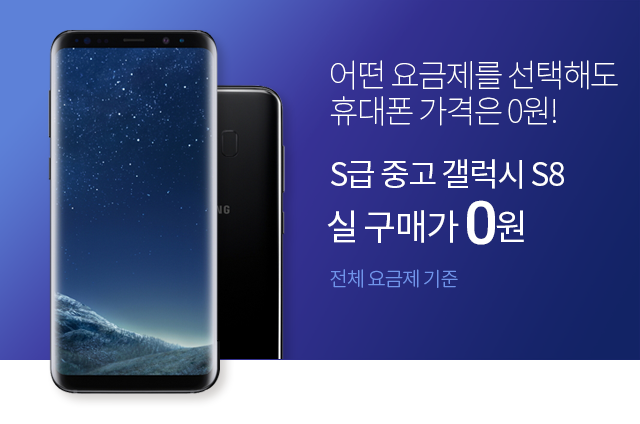 어떤 요금제를 선택해도
휴대폰 가격은 0원!
S급 중고 갤럭시 S8
실 구매가 0원
전체 요금제 기준